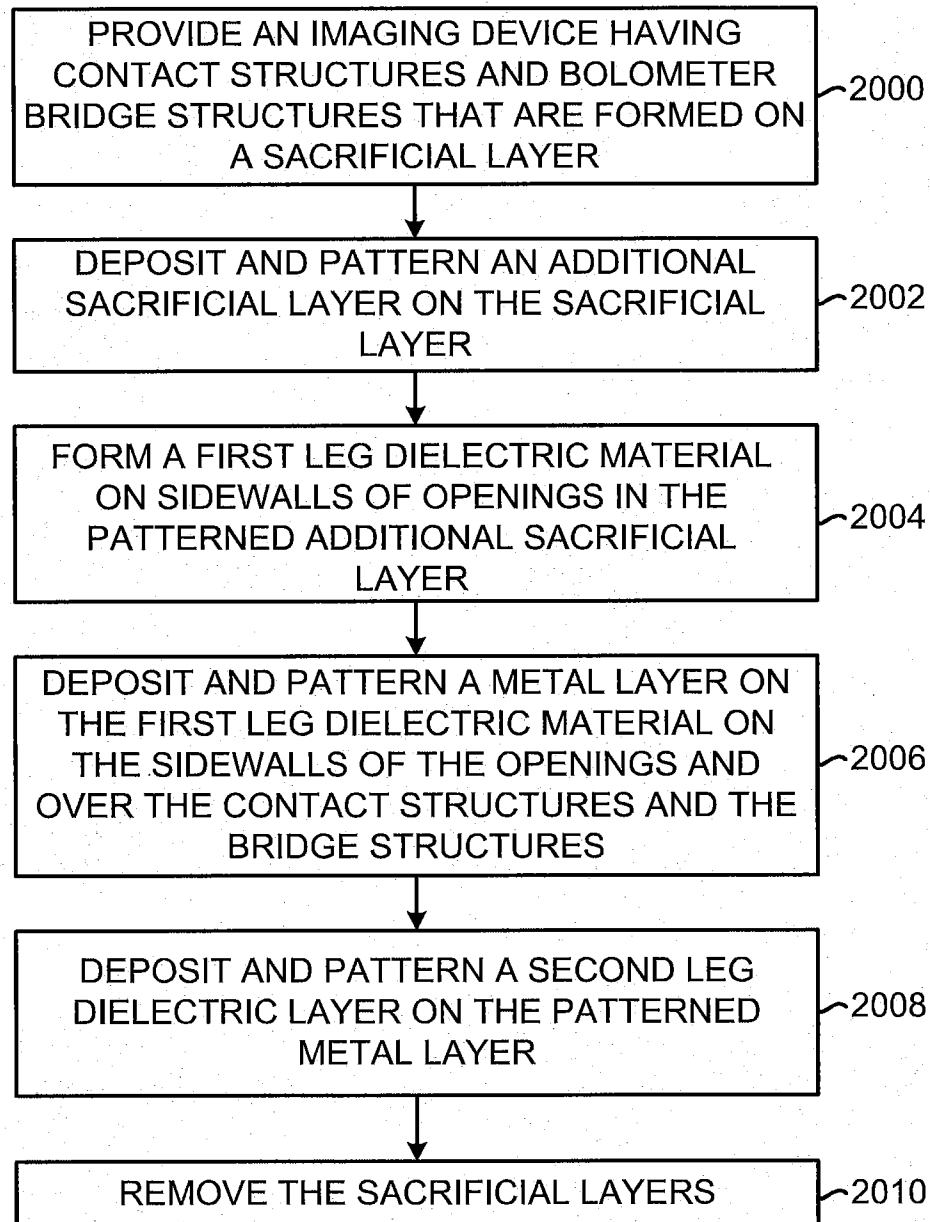 PROVIDE AN IMAGING DEVICE HAVING
CONTACT STRUCTURES AND BOLOMETER
BRIDGE STRUCTURES THAT ARE FORMED ON
A SACRIFICIAL LAYER
2000
DEPOSIT AND PATTERN AN ADDITIONAL
SACRIFICIAL LAYER ON THE SACRIFICIAL
LAYER
2002
FORM A FIRST LEG DIELECTRIC MATERIAL
ON SIDEWALLS OF OPENINGS IN THE
PATTERNED ADDITIONAL SACRIFICIAL
LAYER
2004
DEPOSIT AND PATTERN A METAL LAYER ON
THE FIRST LEG DIELECTRIC MATERIAL ON
THE SIDEWALLS OF THE OPENINGS AND
OVER THE CONTACT STRUCTURES AND THE
BRIDGE STRUCTURES
2006
DEPOSIT AND PATTERN A SECOND LEG
DIELECTRIC LAYER ON THE PATTERNED
METAL LAYER
2008
REMOVE THE SACRIFICIAL LAYERS
2010